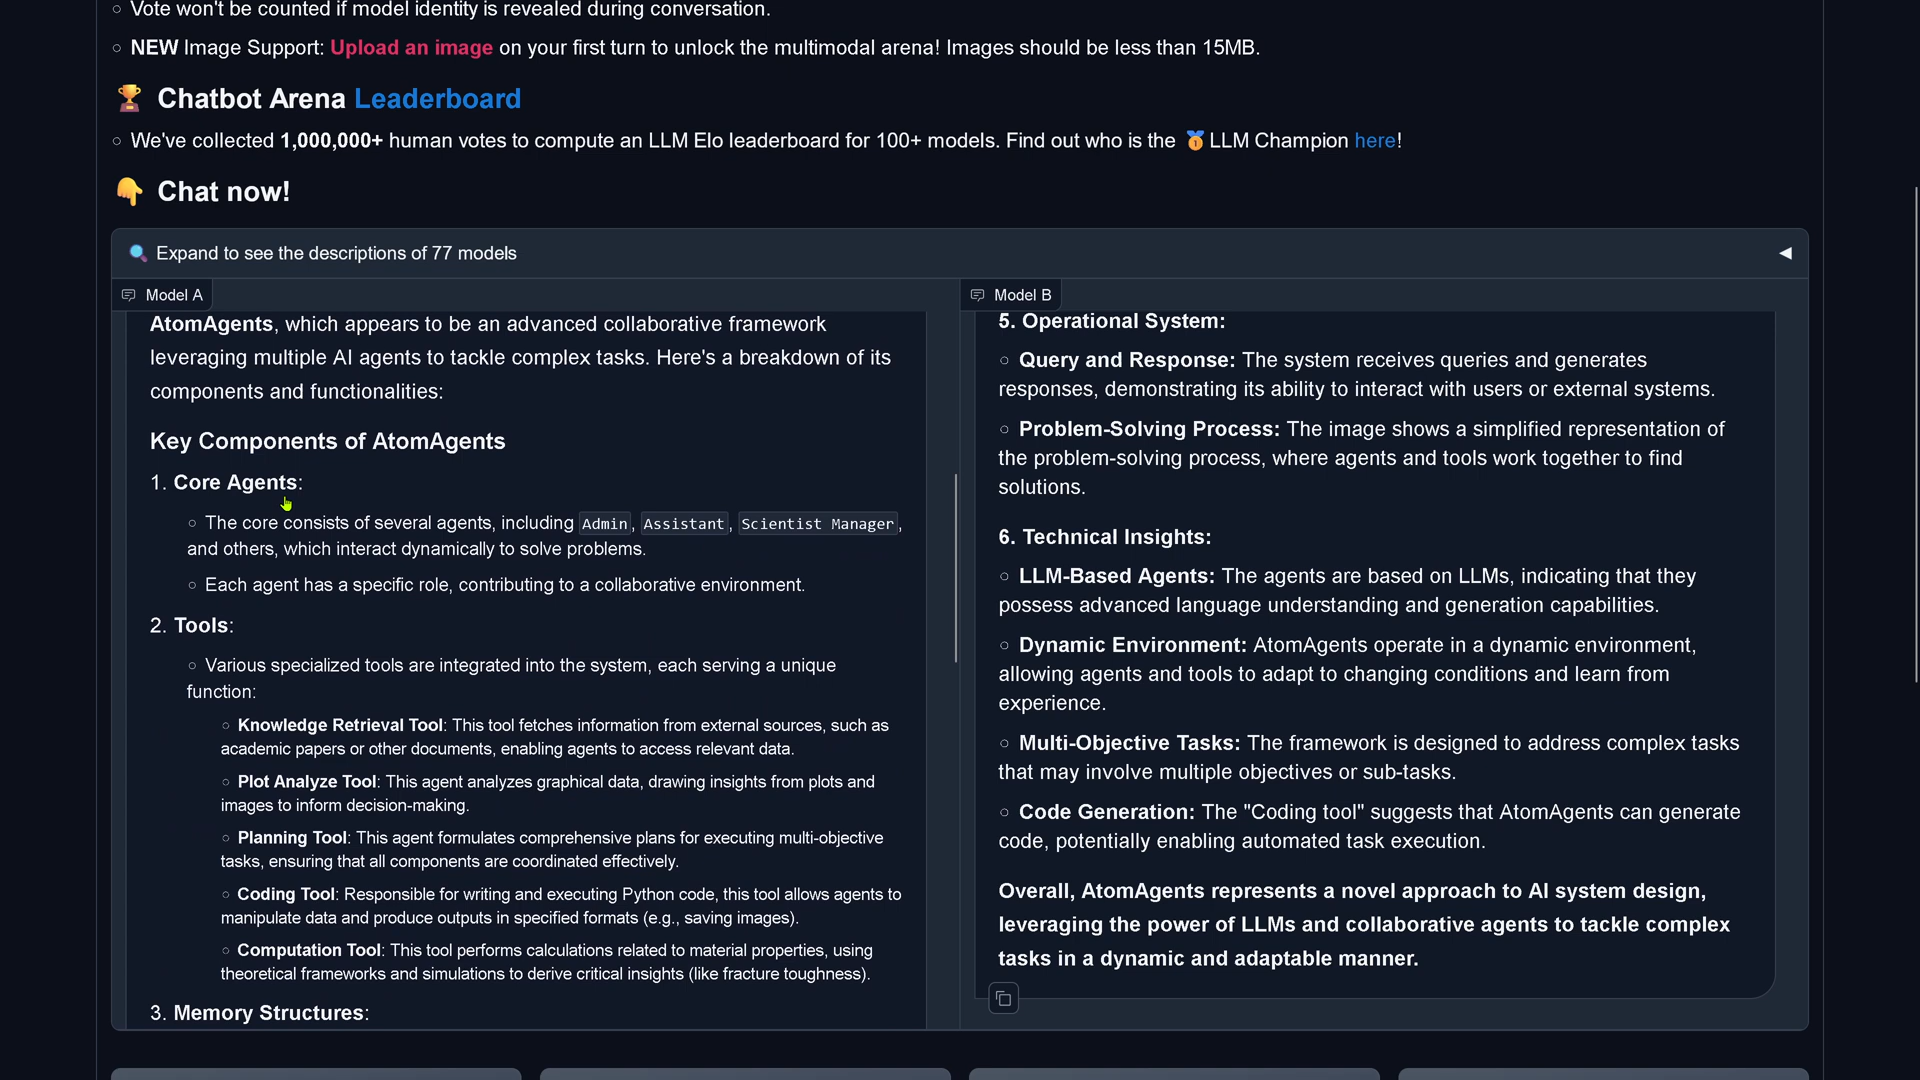 Vote won't be counted if model identity is revealed during conversation.
NEW Image Support: Upload an image on your first turn to unlock the multimodal arena! Images should be less than 15MB.
🏆 Chatbot Arena Leaderboard
We've collected 1,000,000+ human votes to compute an LLM Elo leaderboard for 100+ models. Find out who is the 🥇LLM Champion here!
👇 Chat now!
🔍 Expand to see the descriptions of 77 models
Model A
AtomAgents, which appears to be an advanced collaborative framework
leveraging multiple AI agents to tackle complex tasks. Here's a breakdown of its
components and functionalities:
Key Components of AtomAgents
1. Core Agents:
The core consists of several agents, including Admin, Assistant, Scientist Manager,
and others, which interact dynamically to solve problems.
Each agent has a specific role, contributing to a collaborative environment.
2. Tools:
Various specialized tools are integrated into the system, each serving a unique
function:
Knowledge Retrieval Tool: This tool fetches information from external sources, such as
academic papers or other documents, enabling agents to access relevant data.
Plot Analyze Tool: This agent analyzes graphical data, drawing insights from plots and
images to inform decision-making.
Planning Tool: This agent formulates comprehensive plans for executing multi-objective
tasks, ensuring that all components are coordinated effectively.
Coding Tool: Responsible for writing and executing Python code, this tool allows agents to
manipulate data and produce outputs in specified formats (e.g., saving images).
Computation Tool: This tool performs calculations related to material properties, using
theoretical frameworks and simulations to derive critical insights (like fracture toughness).
3. Memory Structures:
Model B
5. Operational System:
Query and Response: The system receives queries and generates
responses, demonstrating its ability to interact with users or external systems.
Problem-Solving Process: The image shows a simplified representation of
the problem-solving process, where agents and tools work together to find
solutions.
6. Technical Insights:
LLM-Based Agents: The agents are based on LLMs, indicating that they
possess advanced language understanding and generation capabilities.
Dynamic Environment: AtomAgents operate in a dynamic environment,
allowing agents and tools to adapt to changing conditions and learn from
experience.
Multi-Objective Tasks: The framework is designed to address complex tasks
that may involve multiple objectives or sub-tasks.
Code Generation: The "Coding tool" suggests that AtomAgents can generate
code, potentially enabling automated task execution.
Overall, AtomAgents represents a novel approach to AI system design,
leveraging the power of LLMs and collaborative agents to tackle complex
tasks in a dynamic and adaptable manner.